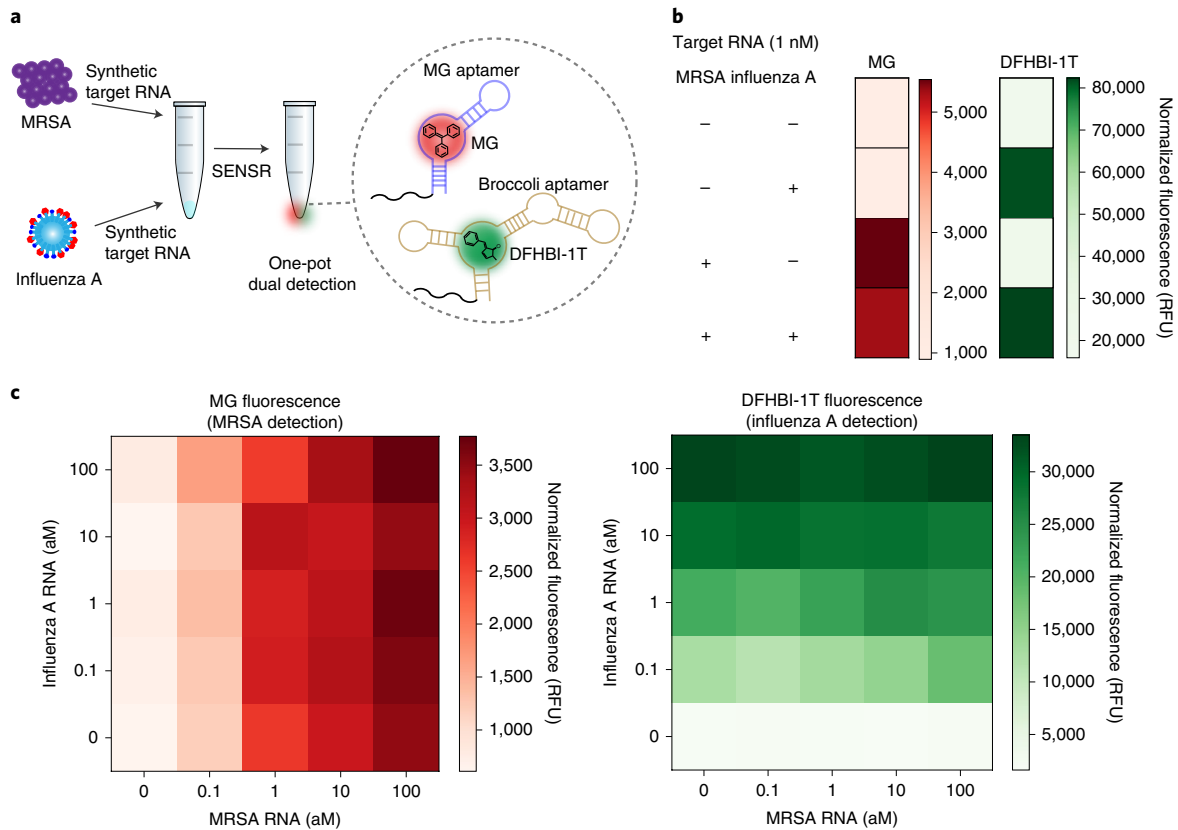 a
MRSA
Synthetic
target RNA
Influenza A
Synthetic
target RNA
SENSR
One-pot
dual detection
MG aptamer
MG
Broccoli aptamer
DFHBI-1T
b
Target RNA (1 nM)
MRSA influenza A
MG
DFHBI-1T
– –
– +
+ –
+ +
5,000
4,000
3,000
2,000
1,000
80,000
70,000
60,000
50,000
40,000
30,000
20,000
Normalized fluorescence (RFU)
c
MG fluorescence
(MRSA detection)
Influenza A RNA (aM)
100
10
1
0.1
0
0 0.1 1 10 100
MRSA RNA (aM)
3,500
3,000
2,500
2,000
1,500
1,000
Normalized fluorescence (RFU)
DFHBI-1T fluorescence
(influenza A detection)
Influenza A RNA (aM)
100
10
1
0.1
0
0 0.1 1 10 100
MRSA RNA (aM)
30,000
25,000
20,000
15,000
10,000
5,000
Normalized fluorescence (RFU)